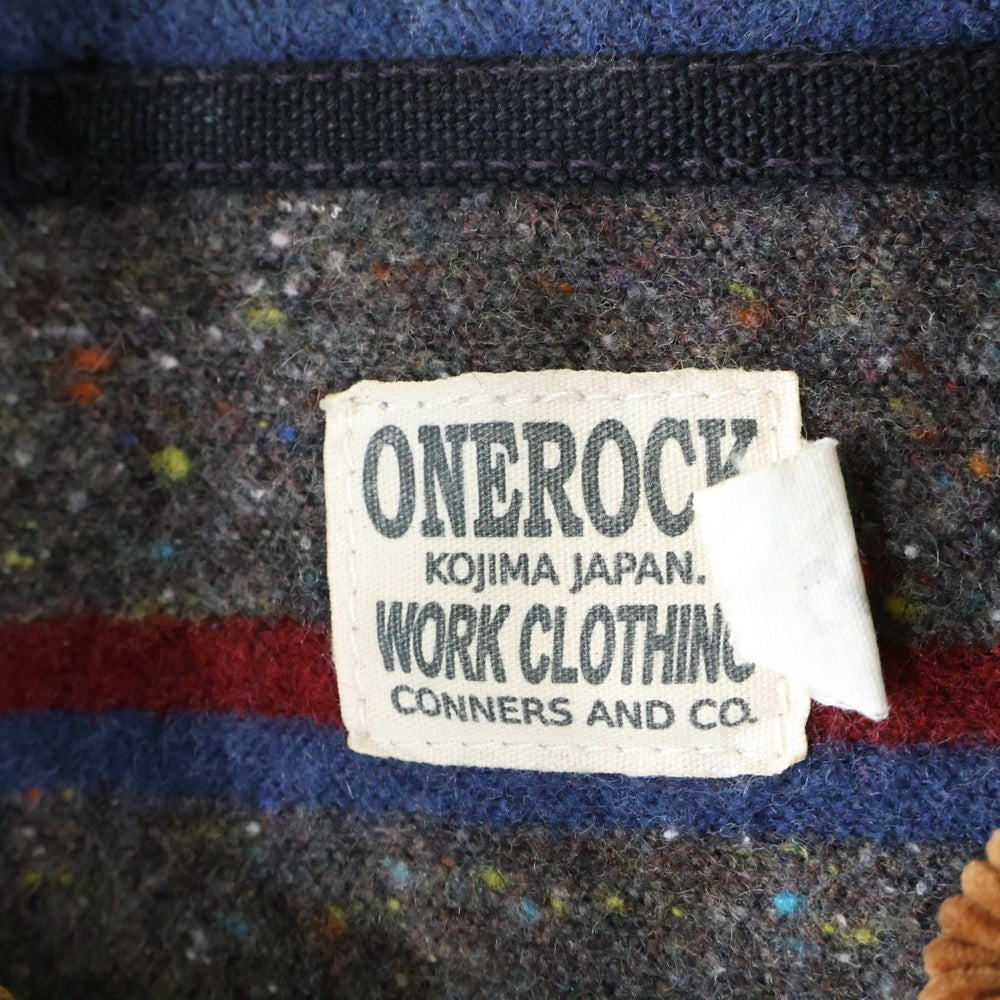 ONEROCK
KOJIMA JAPAN.
WORK CLOTHING
CONNERS AND CO.